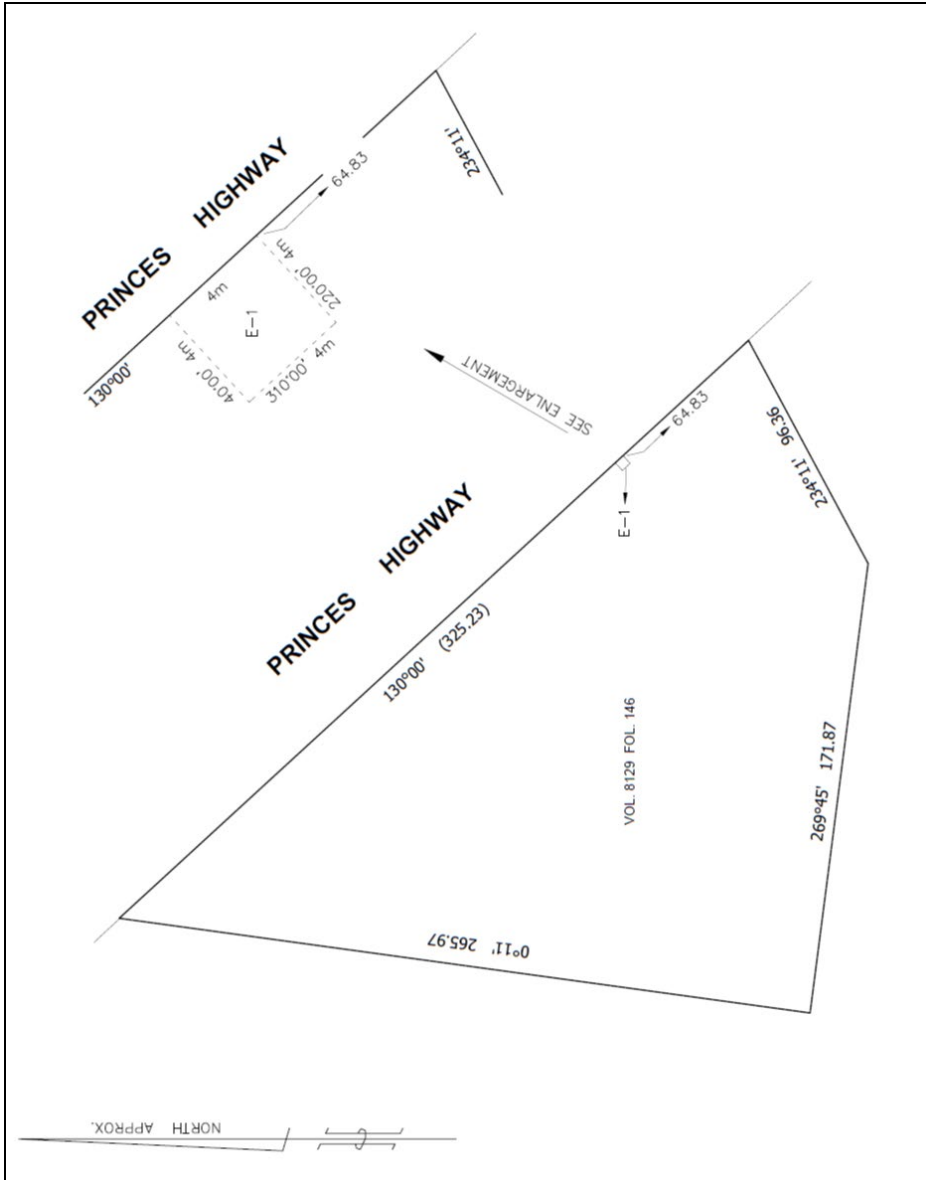 PRINCES HIGHWAY
130°00'
4m
64.83
234°11'
40°00' 4m
E-1
220°00' 4m
310°00' 4m
SEE ENLARGEMENT
PRINCES HIGHWAY
130°00' (325.23)
64.83
E-1
234°11' 96.36
VOL. 8129 FOL. 146
269°45' 171.87
0°11' 265.97
NORTH APPROX.